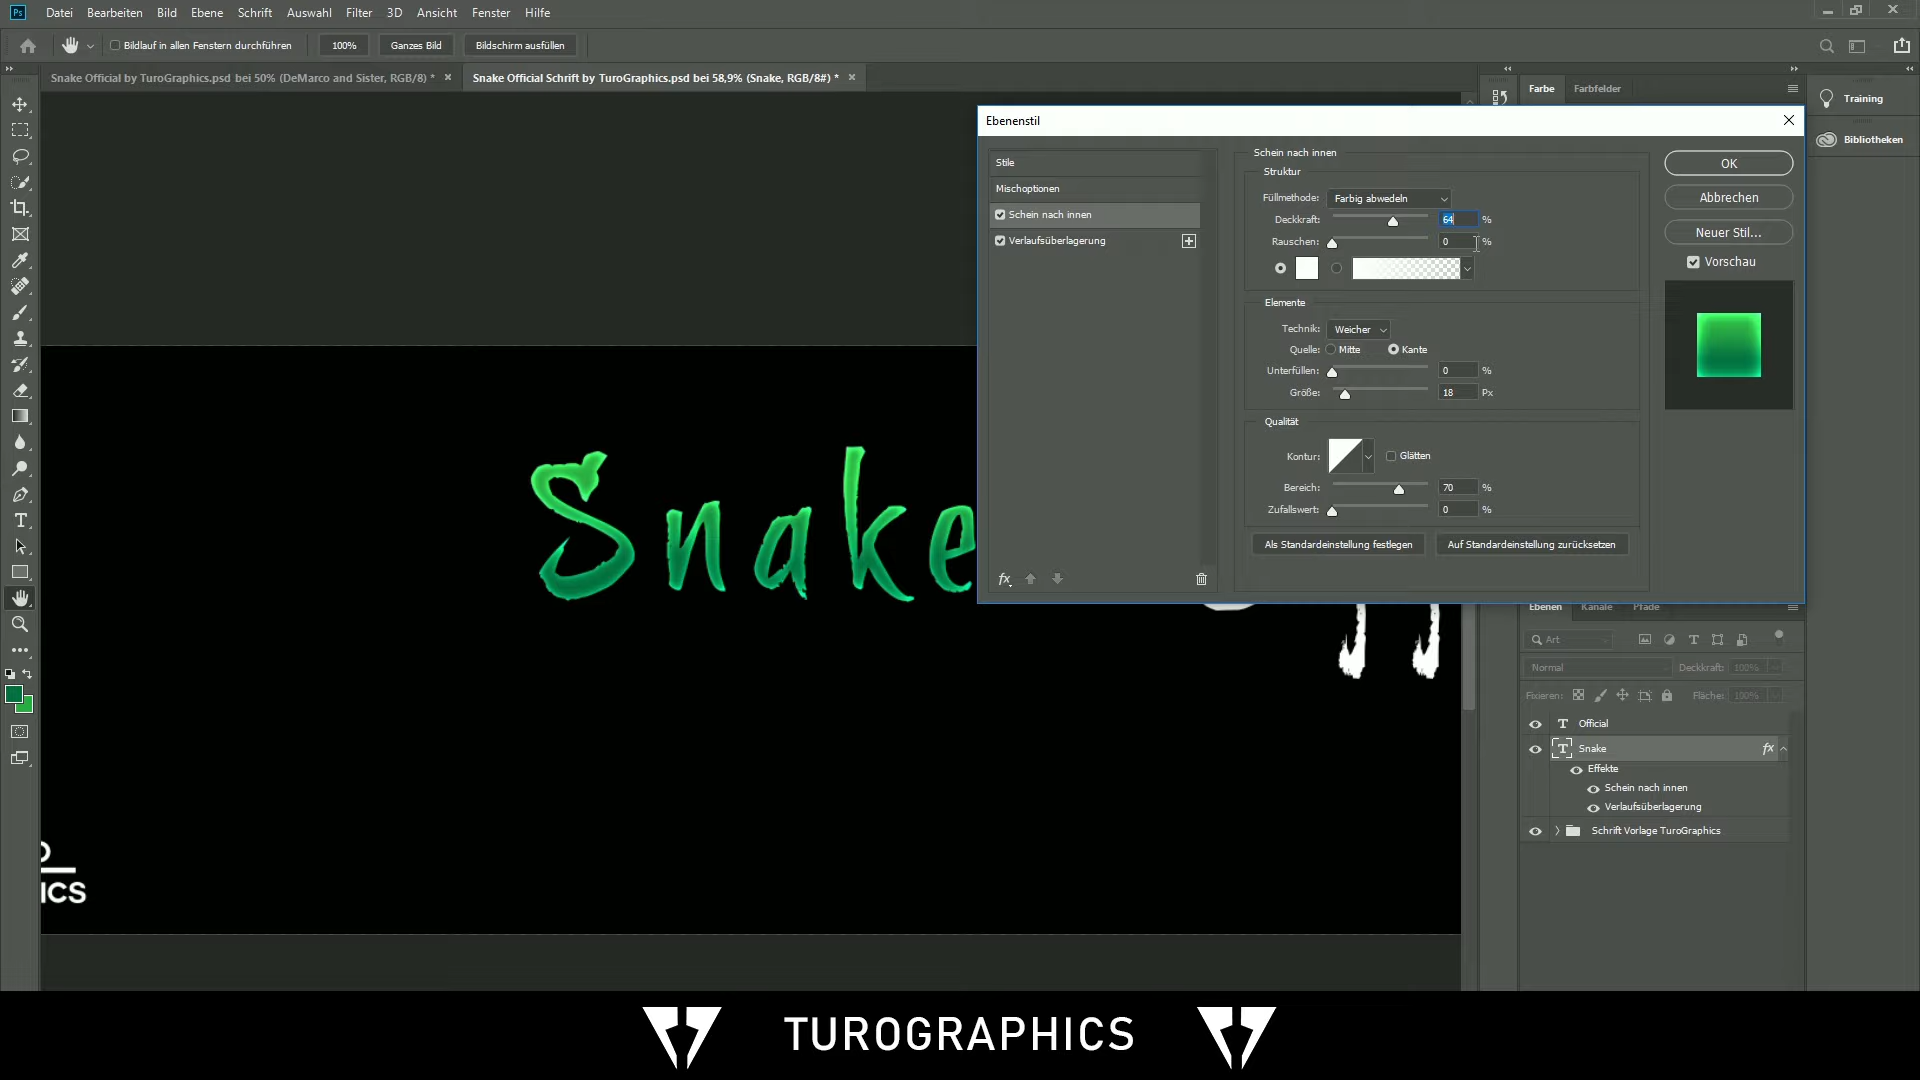 Ps Datei Bearbeiten Bild Ebene Schrift Auswahl Filter 3D Ansicht Fenster Hilfe
Bildlauf in allen Fenstern durchführen 100% Ganzes Bild Bildschirm ausfüllen
Snake Official by TuroGraphics.psd bei 50% (DeMarco and Sister, RGB/8) * Snake Official Schrift by TuroGraphics.psd bei 58,9% (Snake, RGB/8#) *
Farbe Farbfelder
Training
Bibliotheken
Ebenenstil
Stile
Mischoptionen
Schein nach innen
Verlaufsüberlagerung
fx
Schein nach innen
Struktur
Füllmethode: Farbig abwedeln
Deckkraft: 64 %
Rauschen: 0 %
Elemente
Technik: Weicher
Quelle: Mitte Kante
Unterfüllen: 0 %
Größe: 18 Px
Qualität
Kontur: Glätten
Bereich: 70 %
Zufallswert: 0 %
Als Standardeinstellung festlegen Auf Standardeinstellung zurücksetzen
OK
Abbrechen
Neuer Stil...
Vorschau
Snake
ICS
Ebenen Kanäle Pfade
Art
Normal Deckkraft: 100%
Fixieren: Fläche: 100%
Official
Snake fx
Effekte
Schein nach innen
Verlaufsüberlagerung
Schrift Vorlage TuroGraphics
TUROGRAPHICS